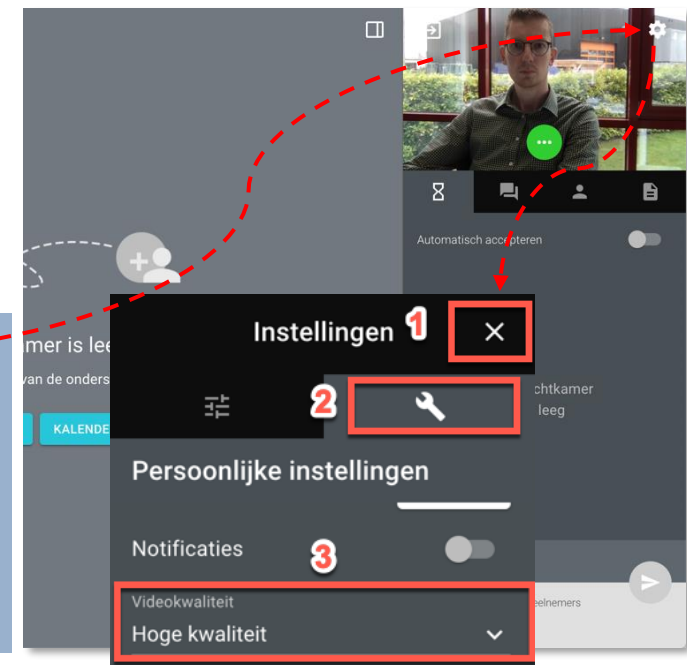 Automatisch accepteren
Instellingen 1
2
Persoonlijke instellingen
Notificaties
3
Videokwaliteit
Hoge kwaliteit
mer is lee
van de onders
KALENDE
chtkamer
leeg
eelnemers